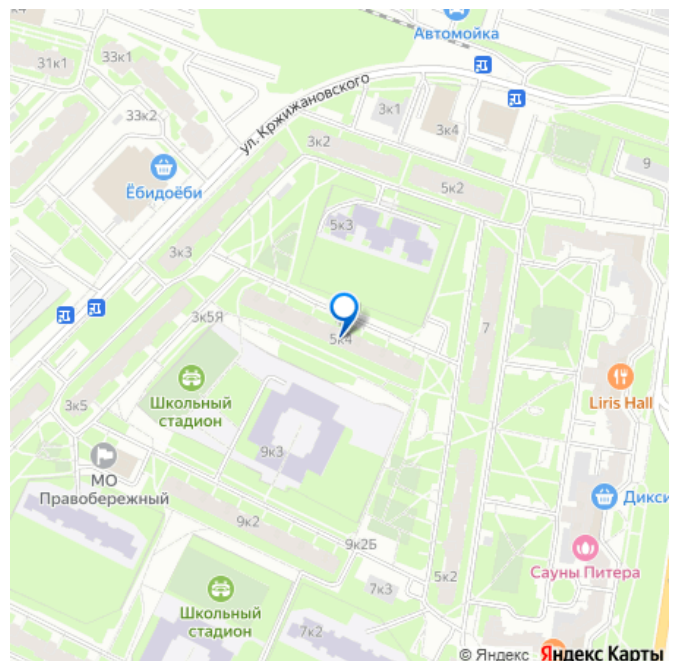 к4
Автомойка
31к1
33к1
ул. Кржижановского
3к1
33к2
3к4
3к2
9
Ёбидоёби
5к2
5к3
3к3
3к5Я
7
5к4
Школьный
стадион
Liris Hall
3к5
9к3
МО
Правобережный
Дикси
9к2
9к2Б
Сауны Питера
5к2
7к3
Школьный
стадион
7к2
© Яндекс Яндекс Карты